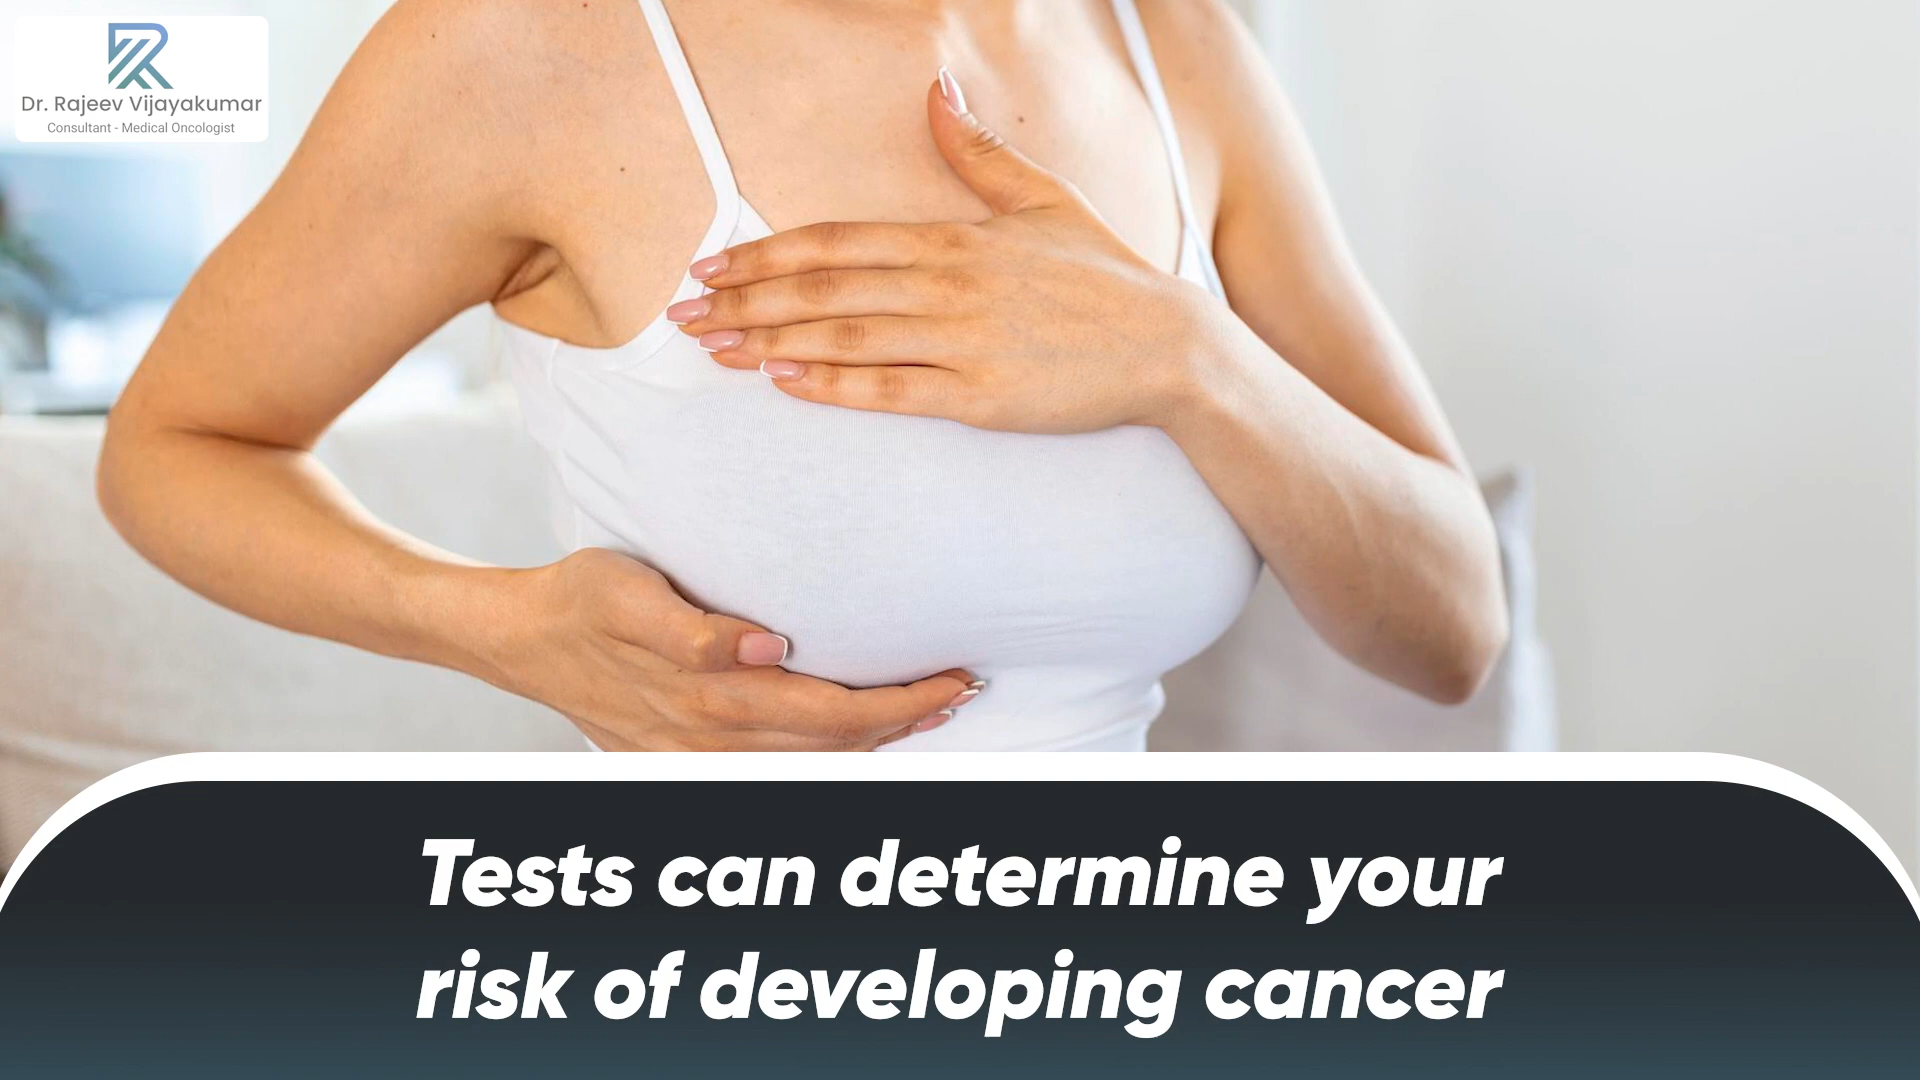 Dr. Rajeev Vijayakumar
Consultant - Medical Oncologist
Tests can determine your
risk of developing cancer